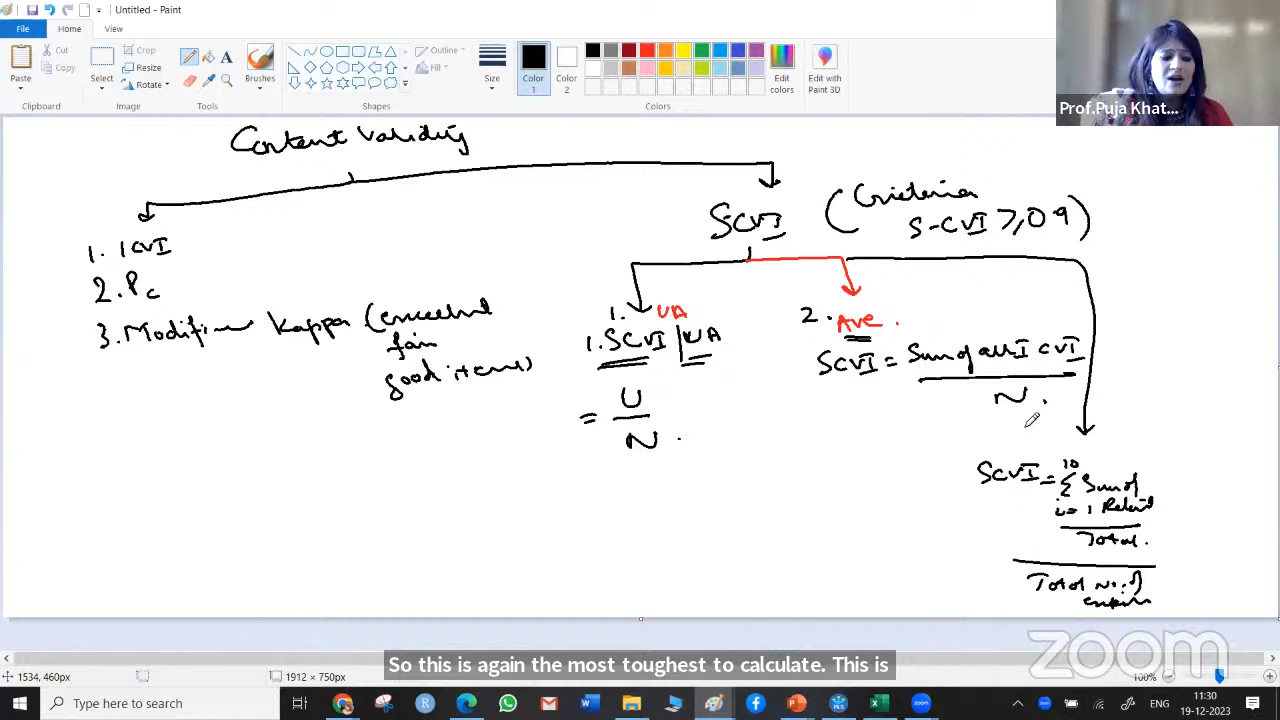 Untitled - Paint
File
Home
View
Paste
Cut
Copy
Clipboard
Select
Crop
Resize
Rotate
Image
Tools
Brushes
Shapes
Outline
Fill
Size
Color 1
Color 2
Edit colors
Colors
Edit with Paint 3D
Prof.Puja Khat...
Content Validity
1. ICVI
2. Pc
3. Modified Kappa (excellent
fair
good items)
SCVI
(Criteria
S-CVI ≥, 0 9)
1. UA
1. SCVI | UA
= U
N .
2. Ave .
SCVI = Sum of all I CVI
N .
SCVI = 10 Σ i=1 Sum of
Total .
Total No. of
So this is again the most toughest to calculate. This is
zoom
1534, 460px
1912 × 750px
100%
Type here to search
ENG
11:30
19-12-2023